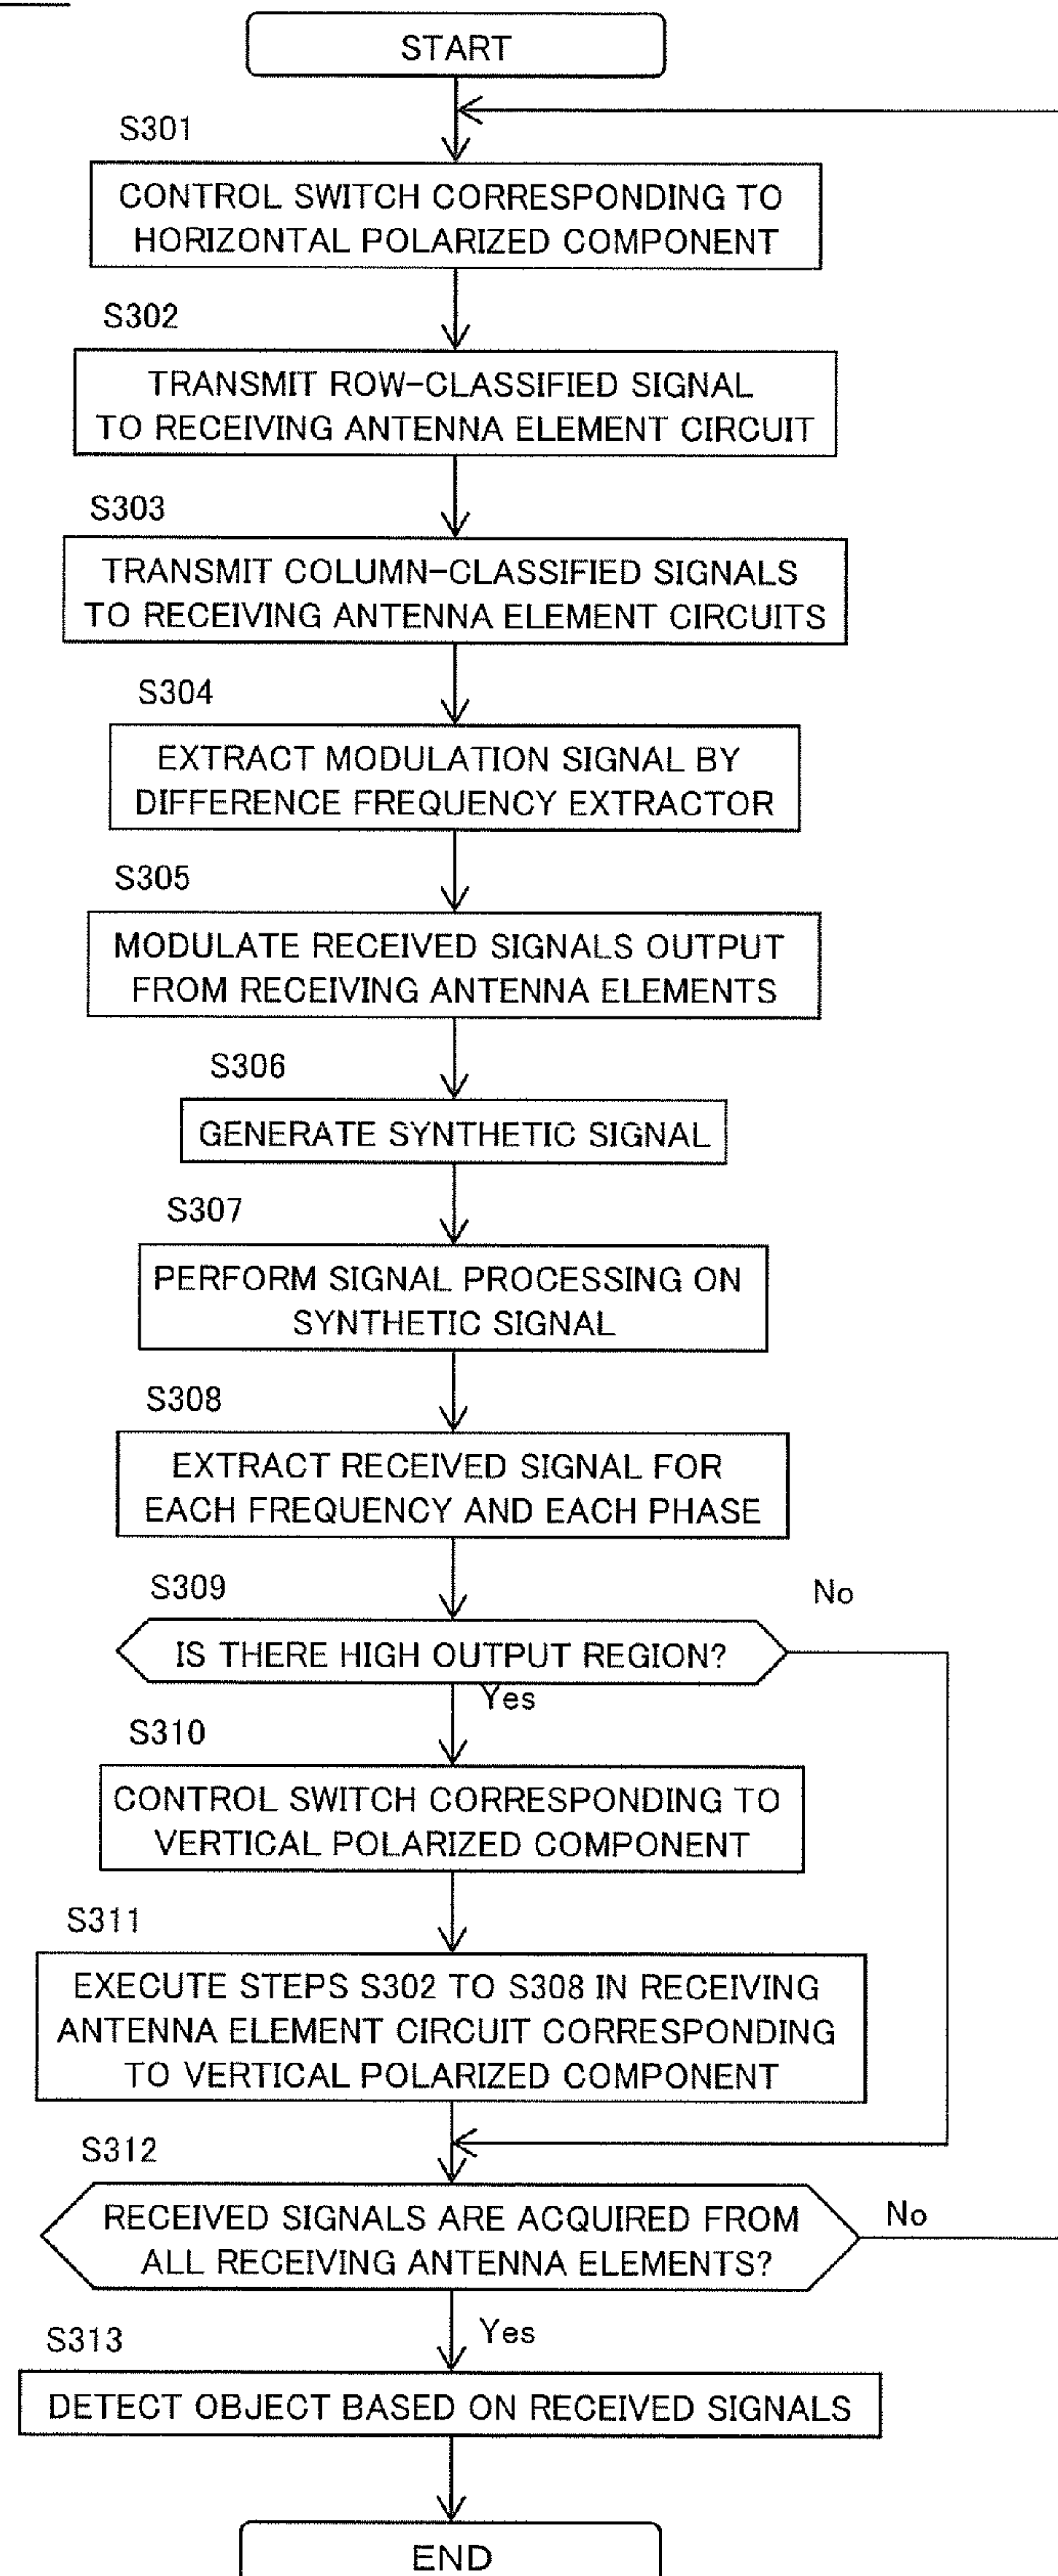 START
S301
CONTROL SWITCH CORRESPONDING TO
HORIZONTAL POLARIZED COMPONENT
S302
TRANSMIT ROW-CLASSIFIED SIGNAL
TO RECEIVING ANTENNA ELEMENT CIRCUIT
S303
TRANSMIT COLUMN-CLASSIFIED SIGNALS
TO RECEIVING ANTENNA ELEMENT CIRCUITS
S304
EXTRACT MODULATION SIGNAL BY
DIFFERENCE FREQUENCY EXTRACTOR
S305
MODULATE RECEIVED SIGNALS OUTPUT
FROM RECEIVING ANTENNA ELEMENTS
S306
GENERATE SYNTHETIC SIGNAL
S307
PERFORM SIGNAL PROCESSING ON
SYNTHETIC SIGNAL
S308
EXTRACT RECEIVED SIGNAL FOR
EACH FREQUENCY AND EACH PHASE
S309
No
IS THERE HIGH OUTPUT REGION?
Yes
S310
CONTROL SWITCH CORRESPONDING TO
VERTICAL POLARIZED COMPONENT
S311
EXECUTE STEPS S302 TO S308 IN RECEIVING
ANTENNA ELEMENT CIRCUIT CORRESPONDING
TO VERTICAL POLARIZED COMPONENT
S312
RECEIVED SIGNALS ARE ACQUIRED FROM
ALL RECEIVING ANTENNA ELEMENTS?
No
Yes
S313
DETECT OBJECT BASED ON RECEIVED SIGNALS
END